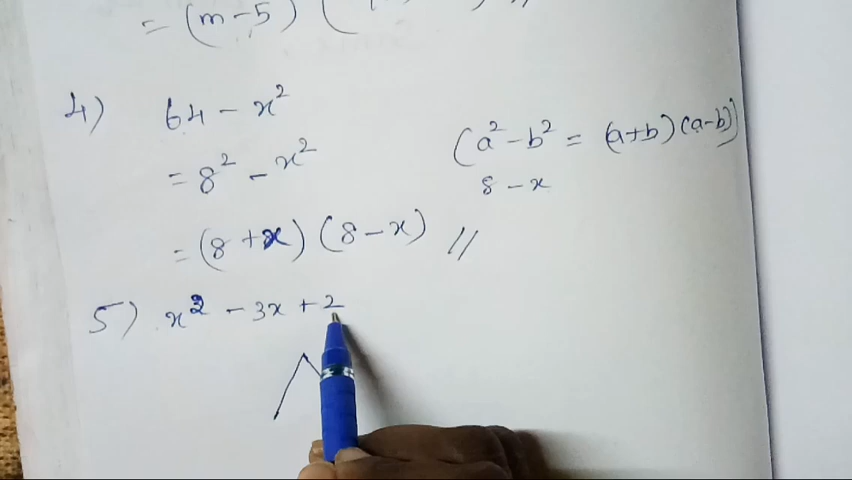 = (m - 5) (
4) 64 - x²
= 8² - x²
(a² - b² = (a+b) (a-b))
8 - x
= (8 + x) (8 - x) //
5) x² - 3x + 2